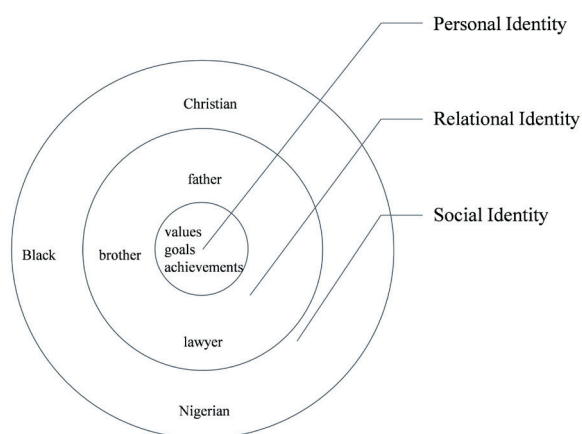 Personal Identity
Christian
Relational Identity
father
Social Identity
values
goals
achievements
Black
brother
lawyer
Nigerian